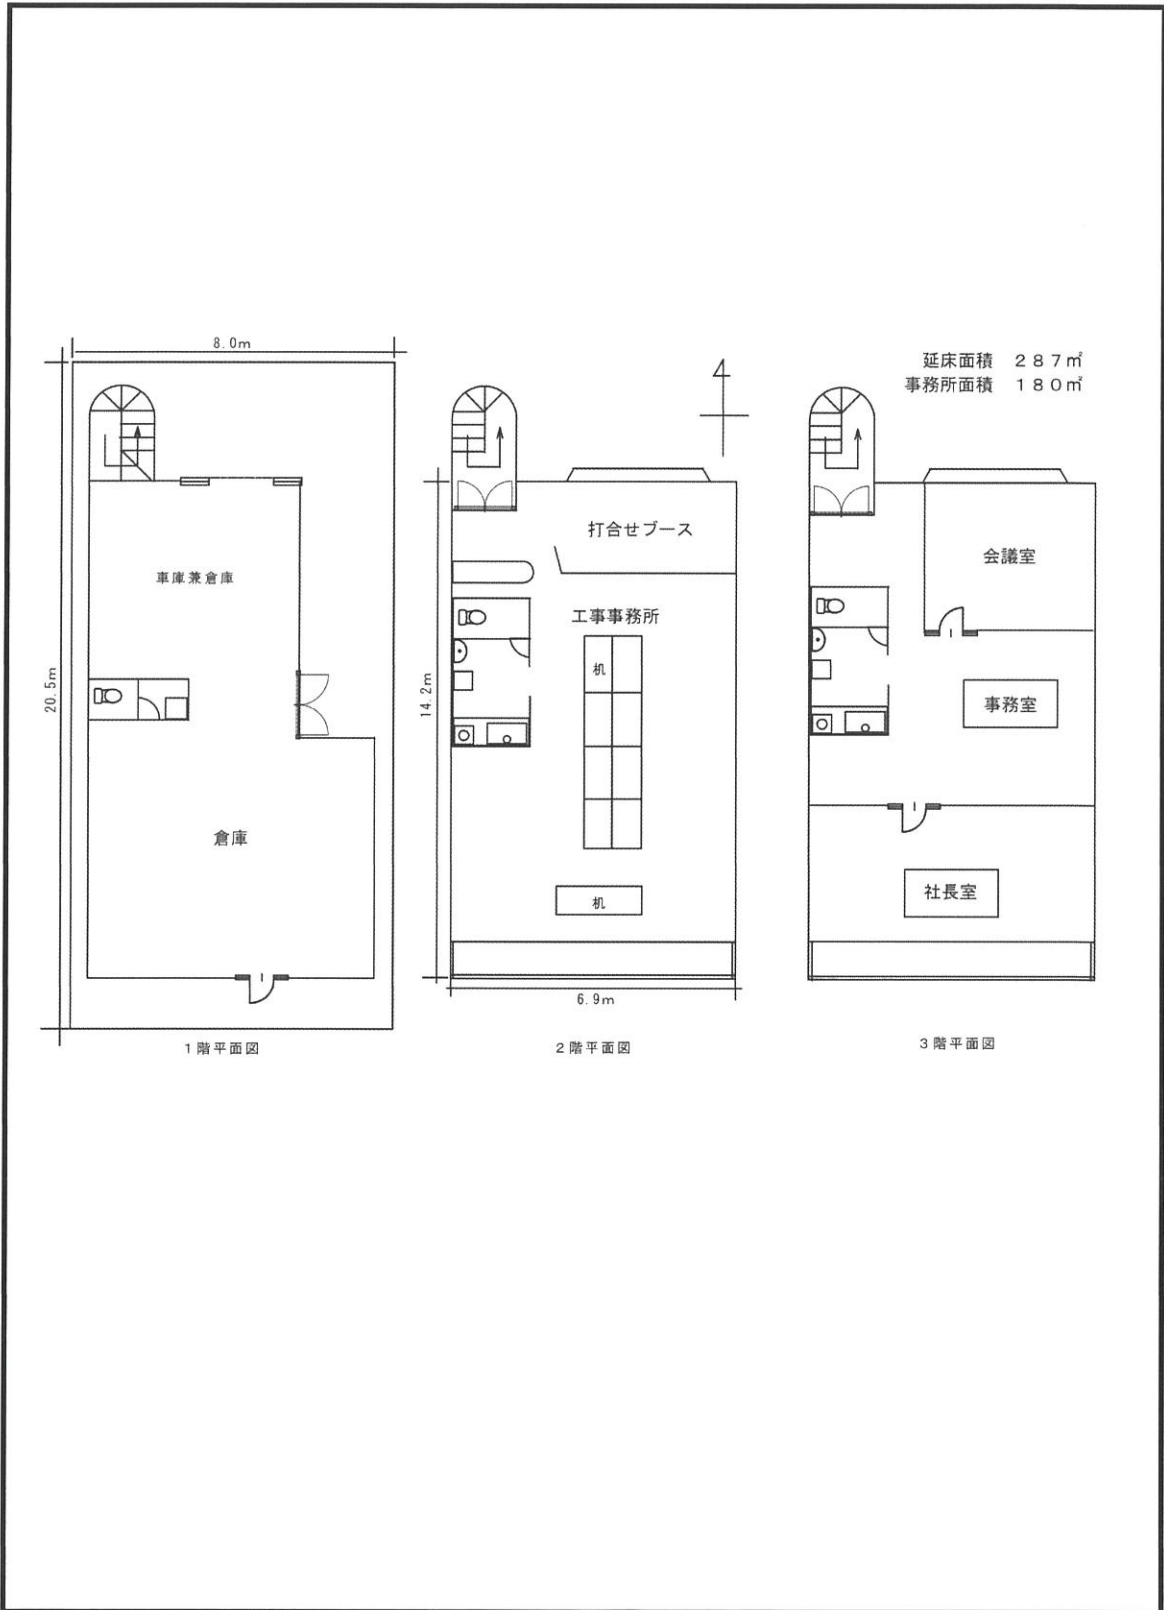 8.0m
延床面積 287㎡
事務所面積 180㎡
車庫兼倉庫
20.5m
倉庫
1階平面図
打合せブース
工事事務所
机
14.2m
机
6.9m
2階平面図
会議室
事務室
社長室
3階平面図